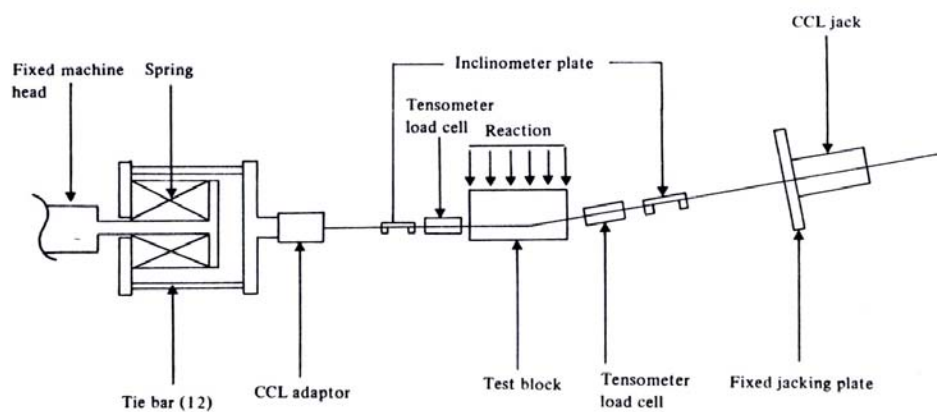 CCL jack
Fixed machine
head
Spring
Inclinometer plate
Tensometer
load cell
Reaction
Tie bar (12)
CCL adaptor
Test block
Tensometer
load cell
Fixed jacking plate